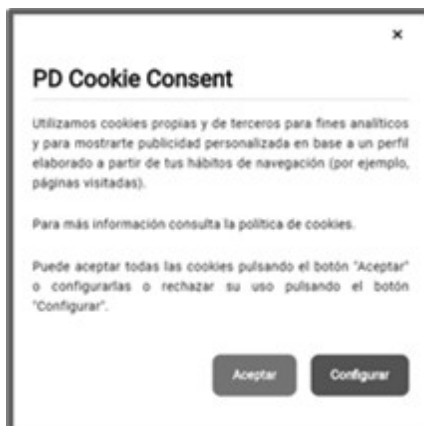 ×
PD Cookie Consent
Utilizamos cookies propias y de terceros para fines analíticos
y para mostrarte publicidad personalizada en base a un perfil
elaborado a partir de tus hábitos de navegación (por ejemplo,
páginas visitadas).
Para más información consulta la política de cookies.
Puede aceptar todas las cookies pulsando el botón "Aceptar"
o configurarlas o rechazar su uso pulsando el botón
"Configurar".
Aceptar Configurar